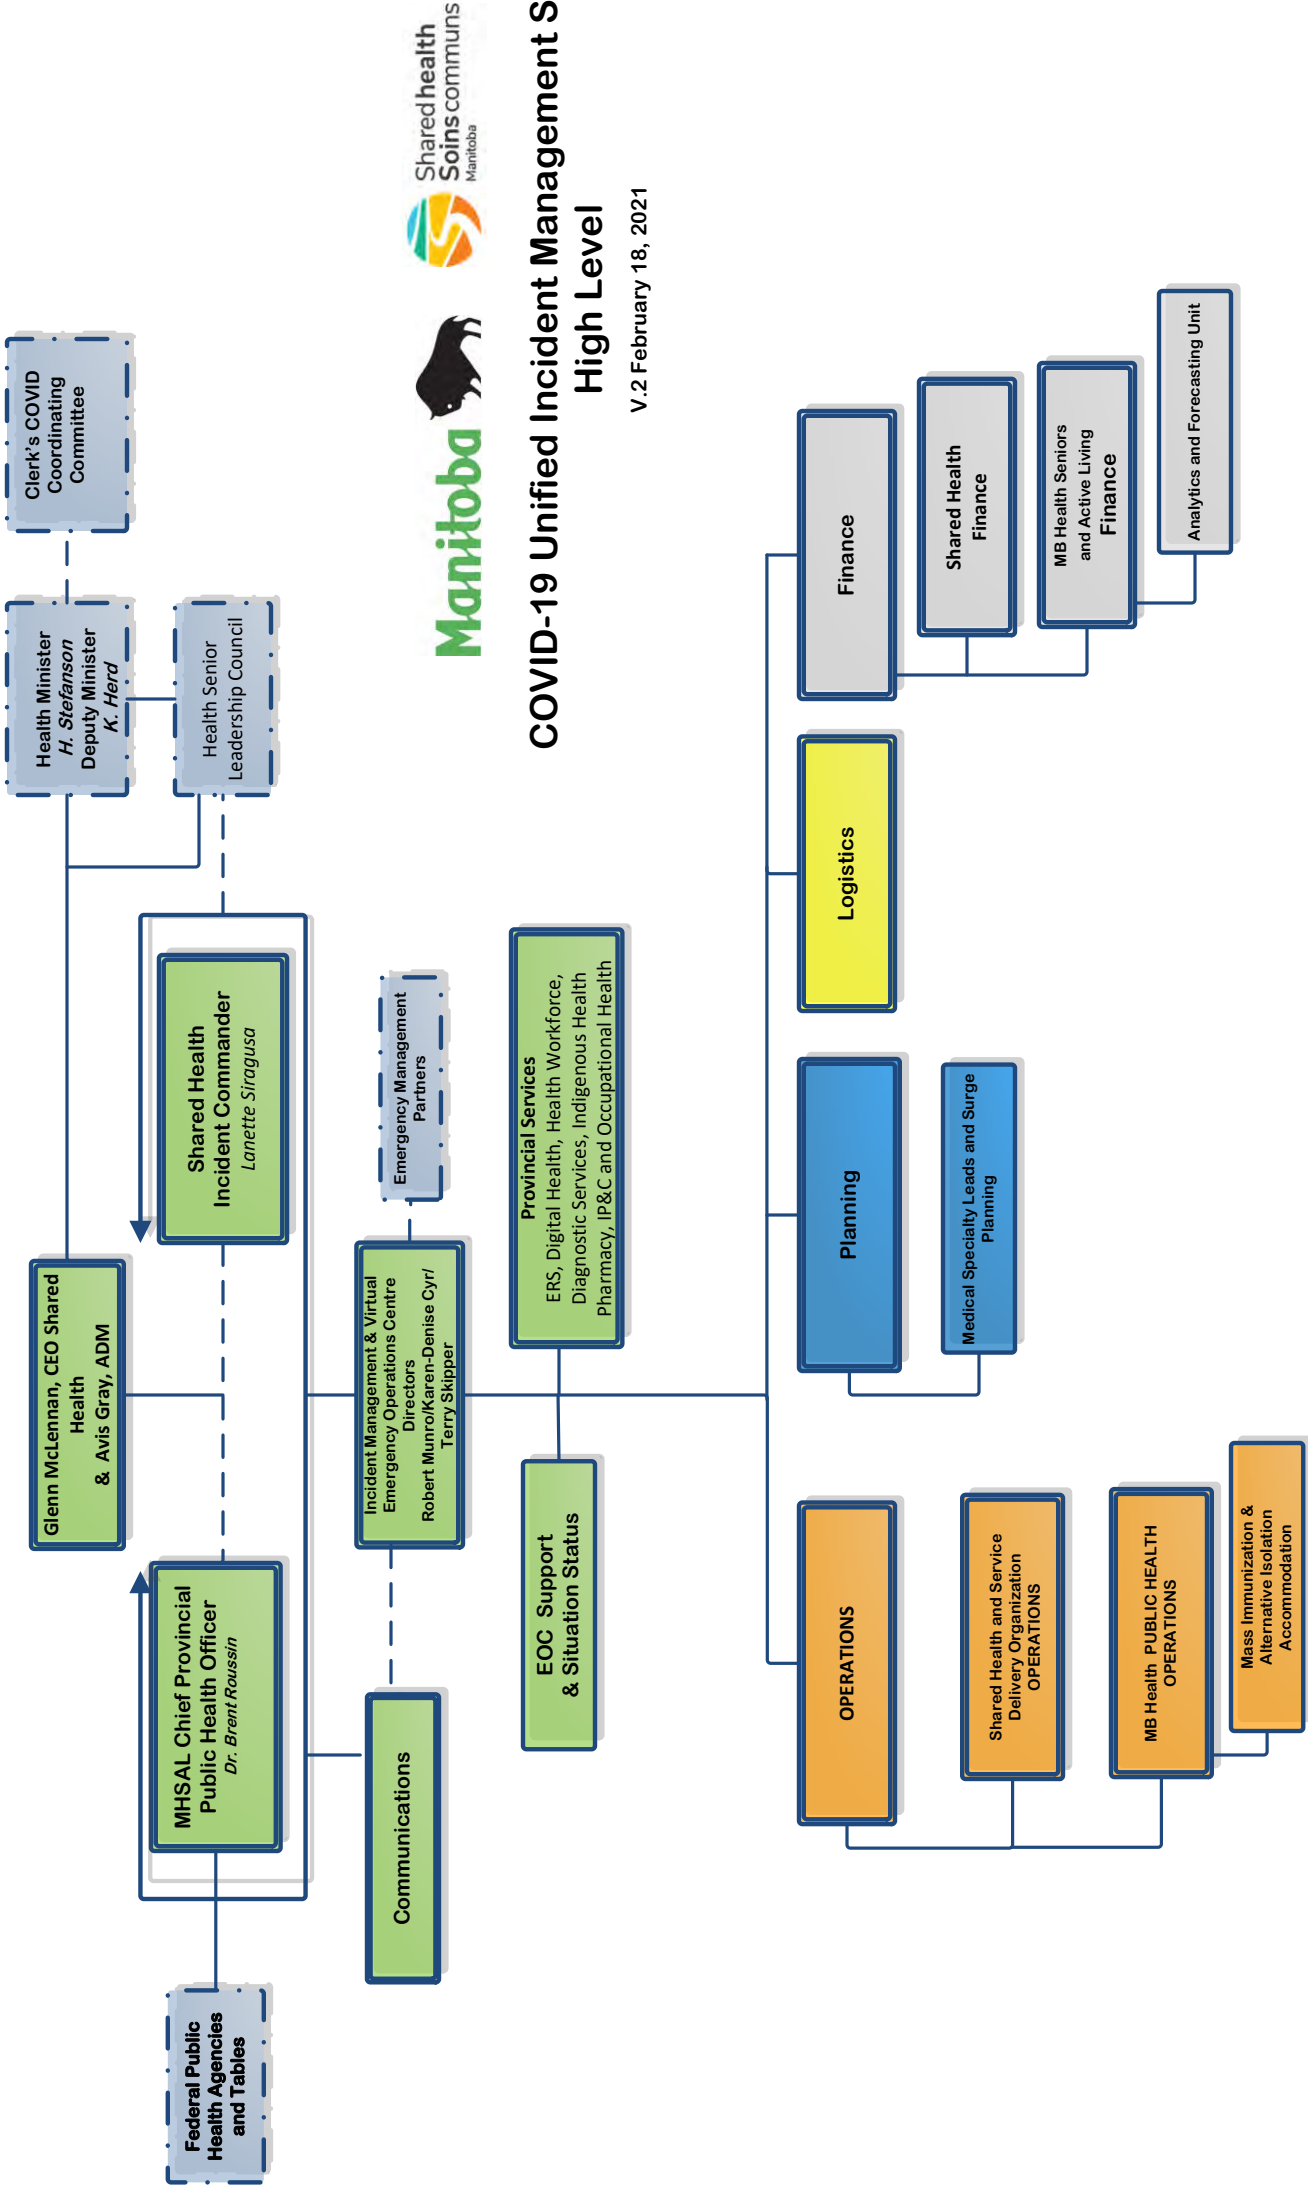 Clerk's COVID
Coordinating
Committee
Health Minister
H. Stefanson
Deputy Minister
K. Herd
Health Senior
Leadership Council
Glenn McLennan, CEO Shared
Health
& Avis Gray, ADM
Federal Public
Health Agencies
and Tables
MHSAL Chief Provincial
Public Health Officer
Dr. Brent Roussin
Shared Health
Incident Commander
Lanette Siragusa
Manitoba
Sharedhealth
Soins communs
Manitoba
COVID-19 Unified Incident Management S
High Level
V.2 February 18, 2021
Communications
Incident Management & Virtual
Emergency Operations Centre
Directors
Robert Munro/Karen-Denise Cyr/
Terry Skipper
Emergency Management
Partners
EOC Support
& Situation Status
Provincial Services
ERS, Digital Health, Health Workforce,
Diagnostic Services, Indigenous Health
Pharmacy, IP&C and Occupational Health
OPERATIONS
Shared Health and Service
Delivery Organization
OPERATIONS
MB Health PUBLIC HEALTH
OPERATIONS
Mass Immunization &
Alternative Isolation
Accommodation
Planning
Medical Specialty Leads and Surge
Planning
Logistics
Finance
Shared Health
Finance
MB Health Seniors
and Active Living
Finance
Analytics and Forecasting Unit